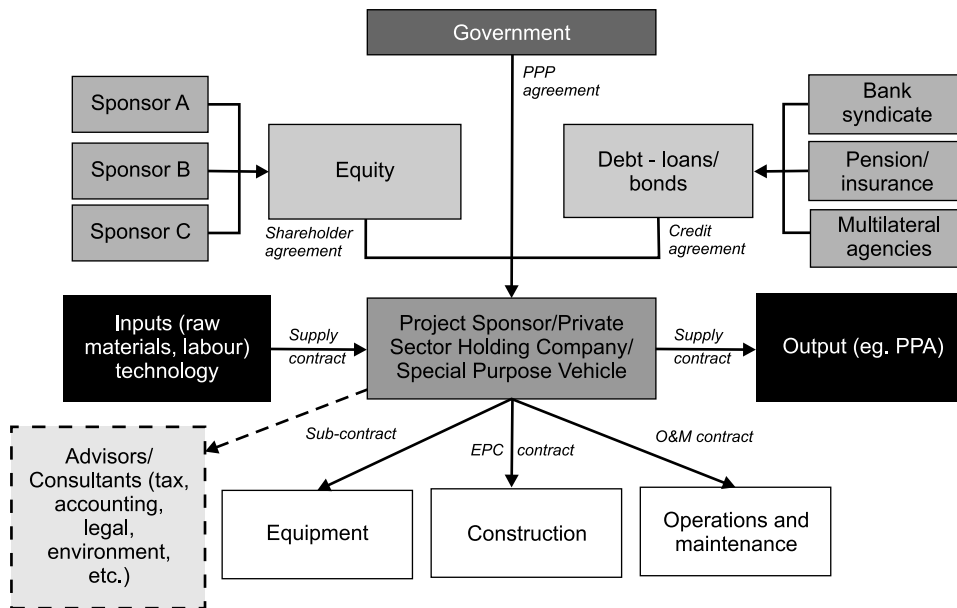 Government
PPP
agreement
Sponsor A
Sponsor B
Sponsor C
Equity
Debt - loans/
bonds
Bank
syndicate
Pension/
insurance
Multilateral
agencies
Shareholder
agreement
Credit
agreement
Inputs (raw
materials, labour)
technology
Supply
contract
Project Sponsor/Private
Sector Holding Company/
Special Purpose Vehicle
Supply
contract
Output (eg. PPA)
Advisors/
Consultants (tax,
accounting,
legal,
environment,
etc.)
Sub-contract
EPC contract
O&M contract
Equipment
Construction
Operations and
maintenance